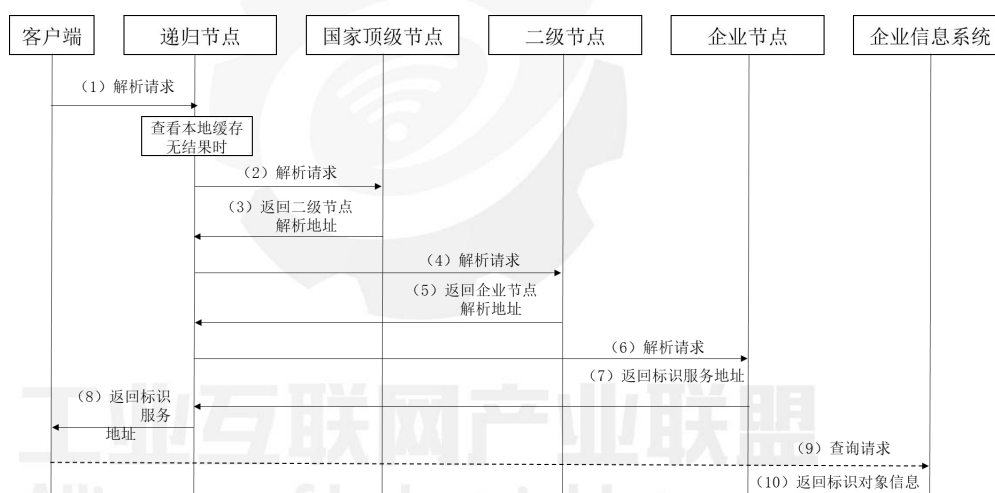 客户端
递归节点
国家顶级节点
二级节点
企业节点
企业信息系统
（1）解析请求
查看本地缓存
无结果时
（2）解析请求
（3）返回二级节点
解析地址
（4）解析请求
（5）返回企业节点
解析地址
（6）解析请求
（7）返回标识服务地址
（8）返回标识
服务
地址
工业互联网产业联盟
（9）查询请求
（10）返回标识对象信息